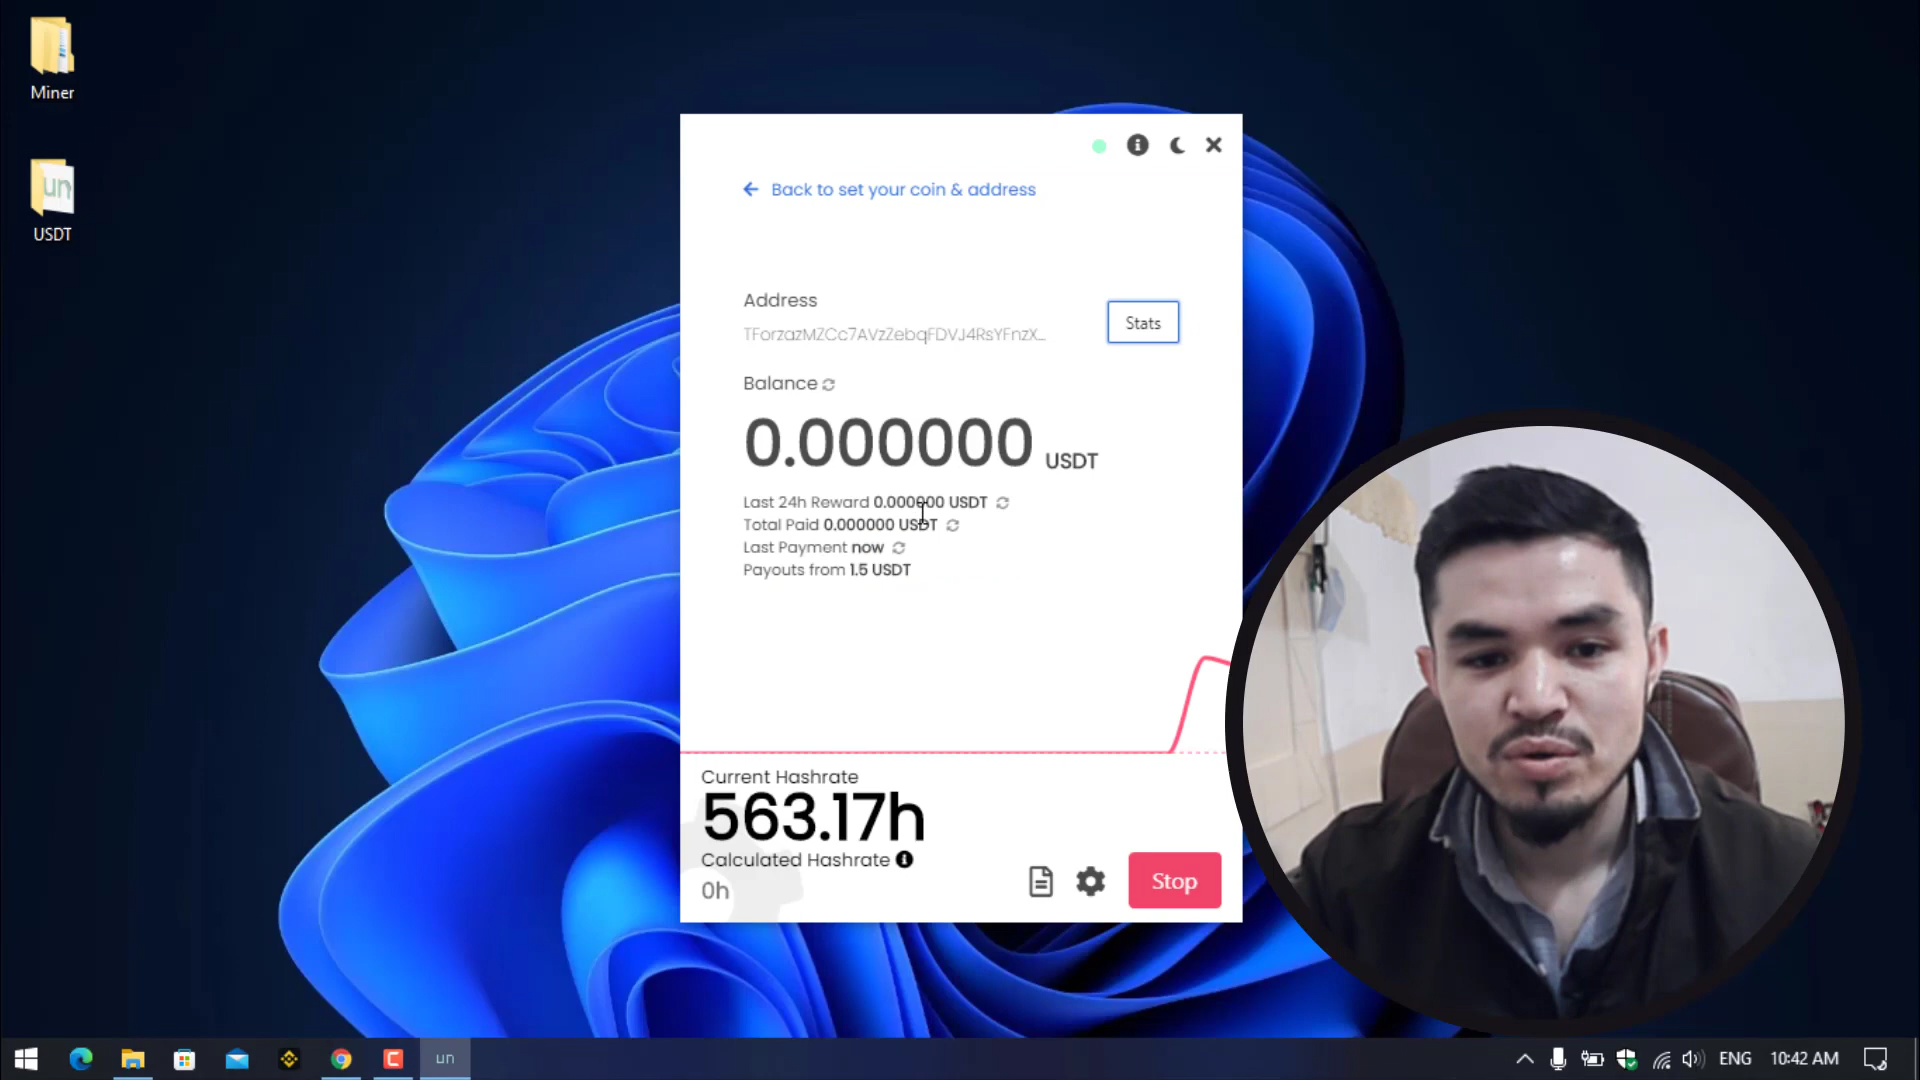 Miner
un
USDT
Back to set your coin & address
Address
TForzazMZCc7AVzZebqFDVJ4RsYFnzX...
Stats
Balance
0.000000 USDT
Last 24h Reward 0.000000 USDT
Total Paid 0.000000 USDT
Last Payment now
Payouts from 1.5 USDT
Current Hashrate
563.17h
Calculated Hashrate
0h
Stop
un
ENG
10:42 AM